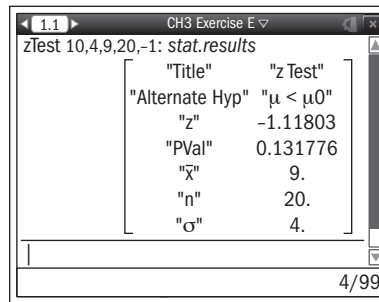 1.1 CH3 Exercise E
zTest 10,4,9,20,–1: stat.results
"Title" "z Test"
"Alternate Hyp" "μ < μ0"
"z" –1.11803
"PVal" 0.131776
"x̅" 9.
"n" 20.
"σ" 4.
4/99